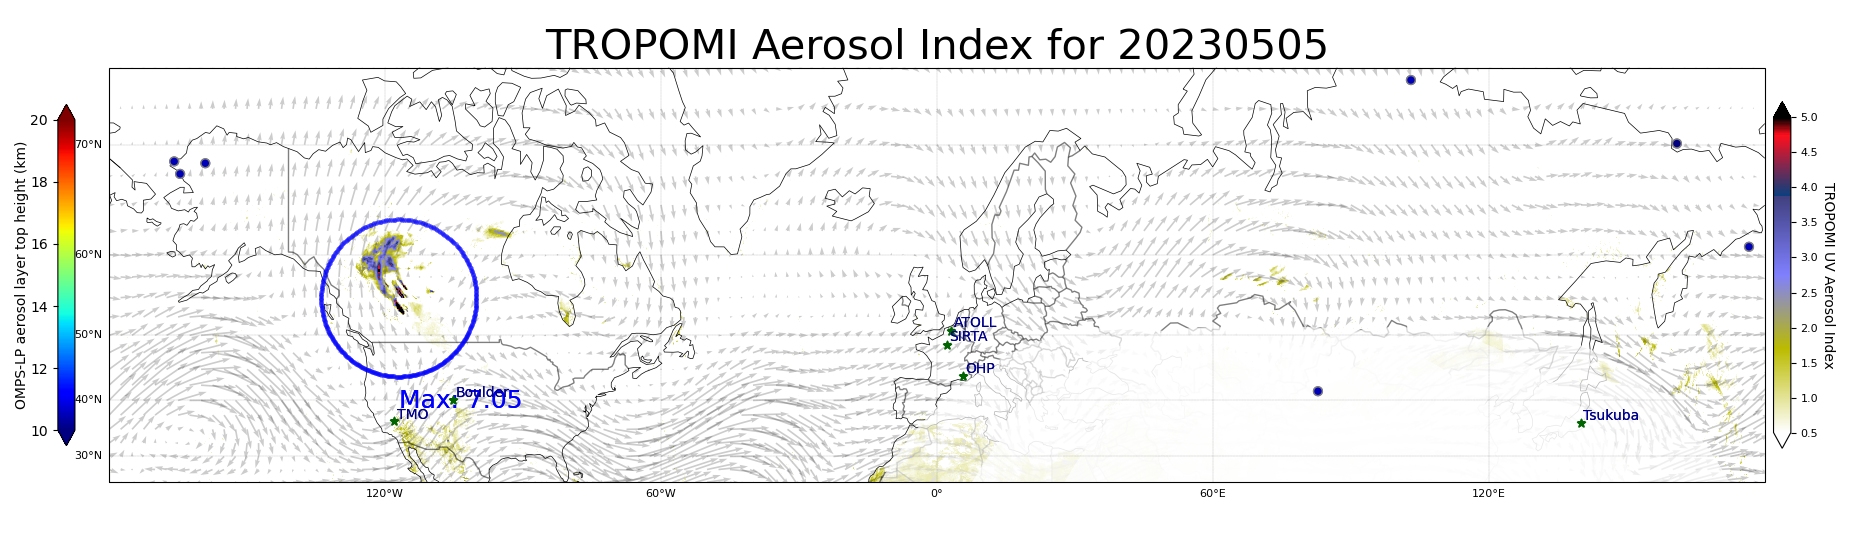 TROPOMI Aerosol Index for 20230505
OMPS-LP aerosol layer top height (km)
20
18
16
14
12
10
70°N
60°N
50°N
40°N
30°N
120°W
60°W
0°
60°E
120°E
ATOLL
SIRTA
OHP
Boulder
Max: 7.05
TMO
Tsukuba
5.0
4.5
4.0
3.5
3.0
2.5
2.0
1.5
1.0
0.5
TROPOMI UV Aerosol Index